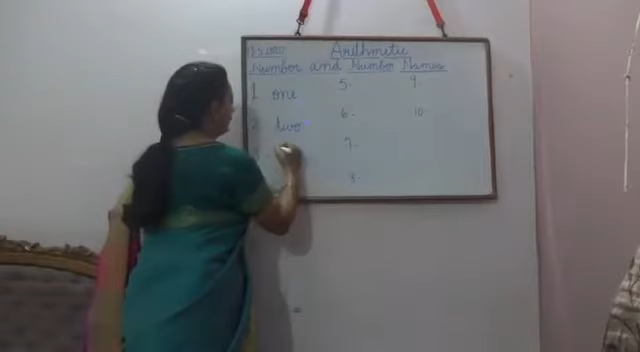 Arithmetic
Number and Number Names
1 one
2 two
5-
6-
7-
8-
9-
10-